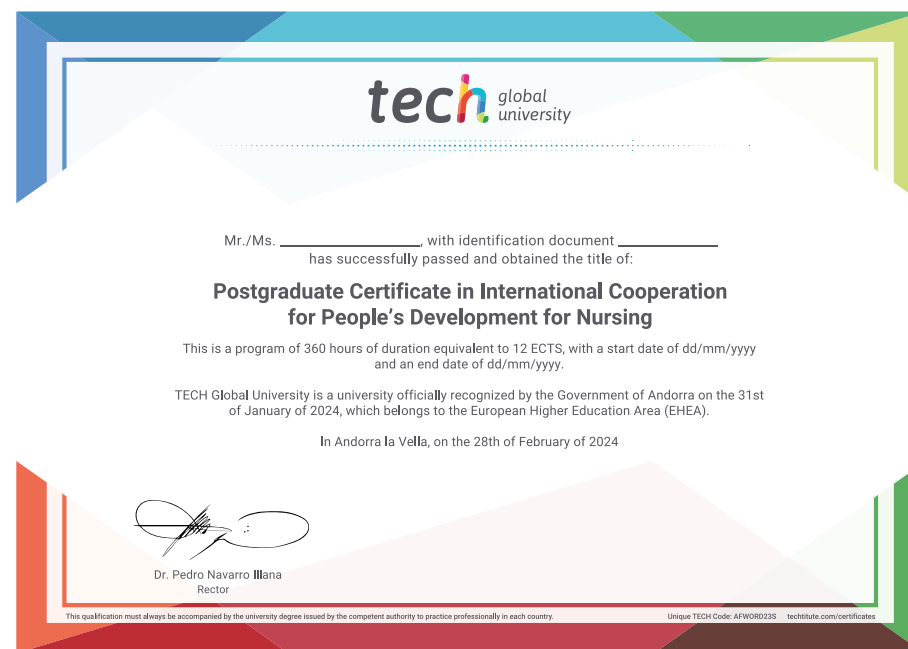 tech global university
Mr./Ms. ____________, with identification document ____________
has successfully passed and obtained the title of:
Postgraduate Certificate in International Cooperation
for People's Development for Nursing
This is a program of 360 hours of duration equivalent to 12 ECTS, with a start date of dd/mm/yyyy
and an end date of dd/mm/yyyy.
TECH Global University is a university officially recognized by the Government of Andorra on the 31st
of January of 2024, which belongs to the European Higher Education Area (EHEA).
In Andorra la Vella, on the 28th of February of 2024
Dr. Pedro Navarro Illana
Rector
This qualification must always be accompanied by the university degree issued by the competent authority to practice professionally in each country.
Unique TECH Code: AFWORD23S techtitute.com/certificates